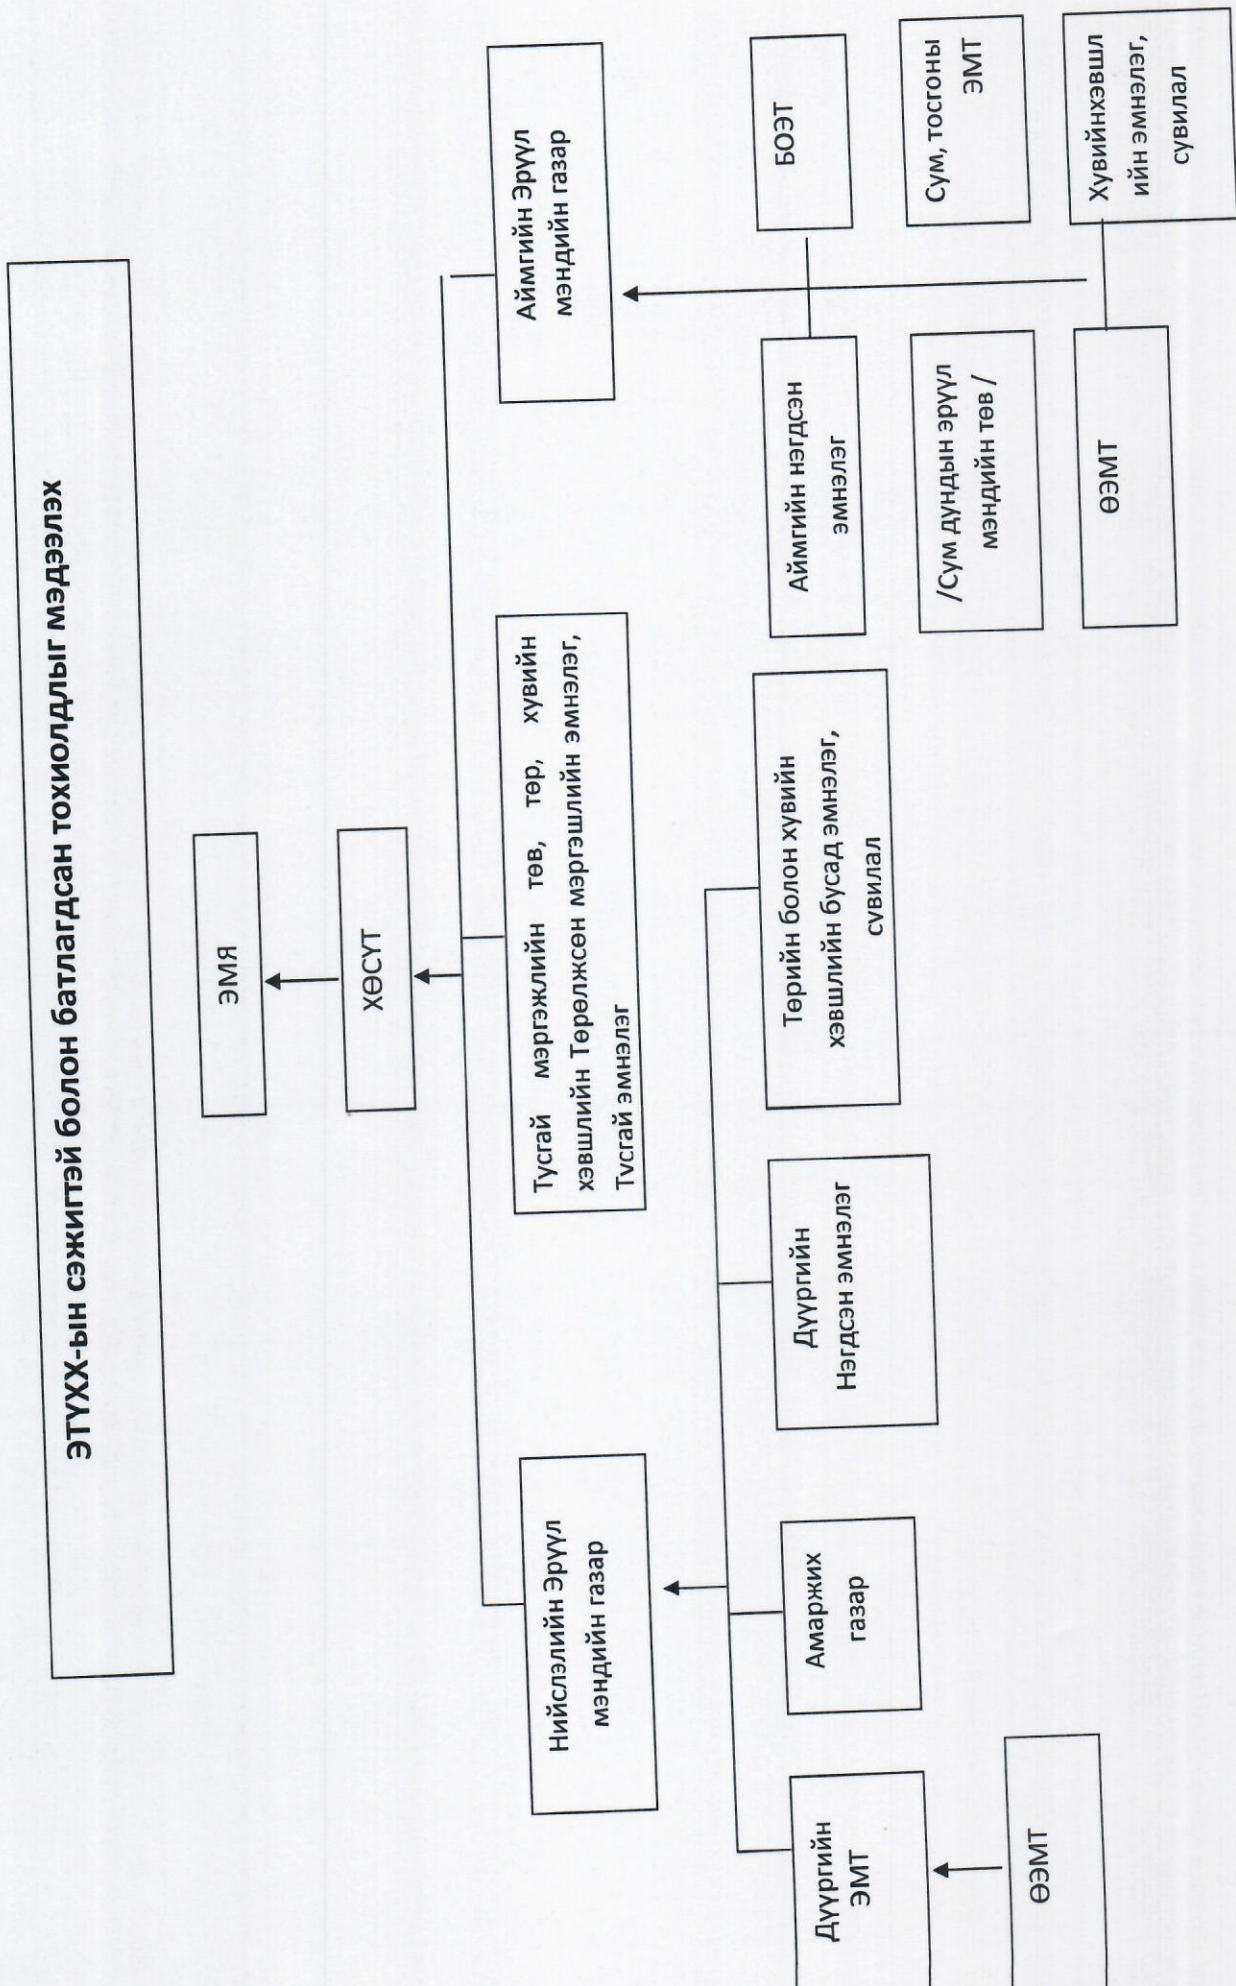 ЭТҮХХ-ын сэжигтэй болон батлагдсан тохиолдлыг мэдээлэх
ЭМЯ
ХӨСҮТ
Нийслэлийн Эрүүл
мэндийн газар
Тусгай мэргэжлийн төв, төр, хувийн
хэвшлийн Төрөлжсөн мэргэшлийн эмнэлэг,
Тусгай эмнэлэг
Аймгийн Эрүүл
мэндийн газар
Дүүргийн
ЭМТ
Амаржих
газар
Дүүргийн
Нэгдсэн эмнэлэг
Төрийн болон хувийн
хэвшлийн бусад эмнэлэг,
сувилал
Аймгийн нэгдсэн
эмнэлэг
БОЭТ
/Сум дундын эрүүл
мэндийн төв /
Сум, тосгоны
ЭМТ
ӨЭМТ
ӨЭМТ
Хувийнхэвшл
ийн эмнэлэг,
сувилал